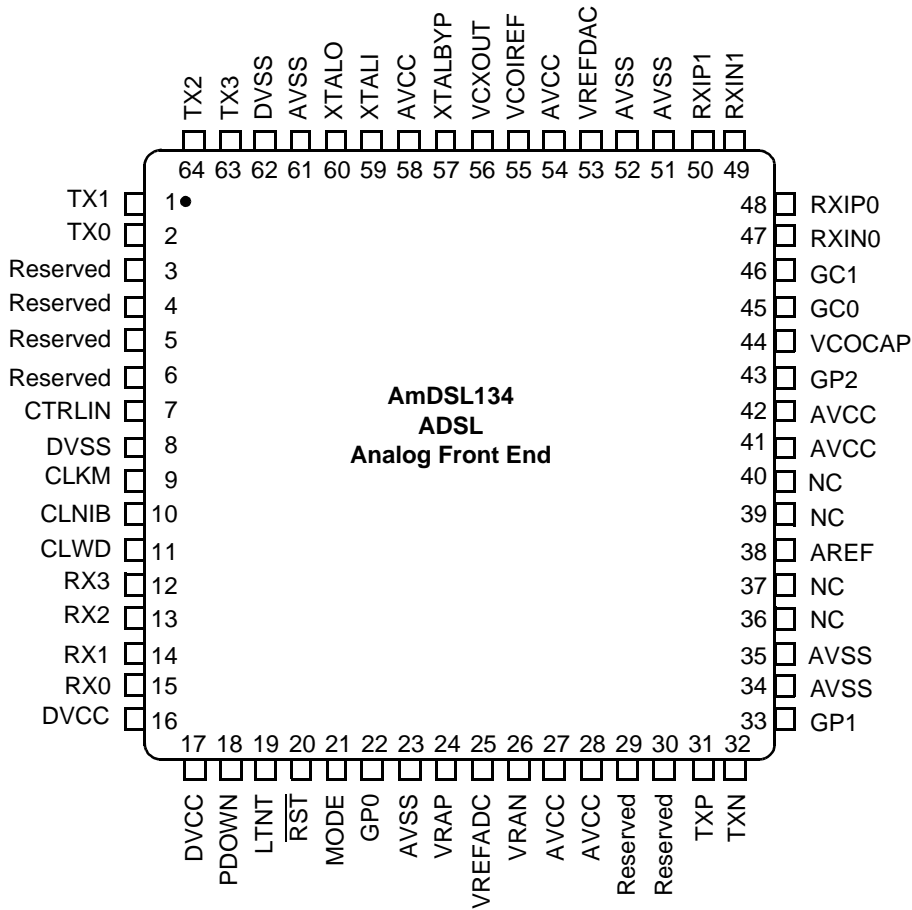 TX2
TX3
DVSS
AVSS
XTALO
XTALI
AVCC
XTALBYP
VCXOUT
VCOIREF
AVCC
VREFDAC
AVSS
AVSS
RXIP1
RXIN1
64 63 62 61 60 59 58 57 56 55 54 53 52 51 50 49
TX1 1
TX0 2
Reserved 3
Reserved 4
Reserved 5
Reserved 6
CTRLIN 7
DVSS 8
CLKM 9
CLNIB 10
CLWD 11
RX3 12
RX2 13
RX1 14
RX0 15
DVCC 16
AmDSL134
ADSL
Analog Front End
48 RXIP0
47 RXIN0
46 GC1
45 GC0
44 VCOCAP
43 GP2
42 AVCC
41 AVCC
40 NC
39 NC
38 AREF
37 NC
36 NC
35 AVSS
34 AVSS
33 GP1
17 18 19 20 21 22 23 24 25 26 27 28 29 30 31 32
DVCC
PDOWN
LTNT
RST
MODE
GP0
AVSS
VRAP
VREFADC
VRAN
AVCC
AVCC
Reserved
Reserved
TXP
TXN